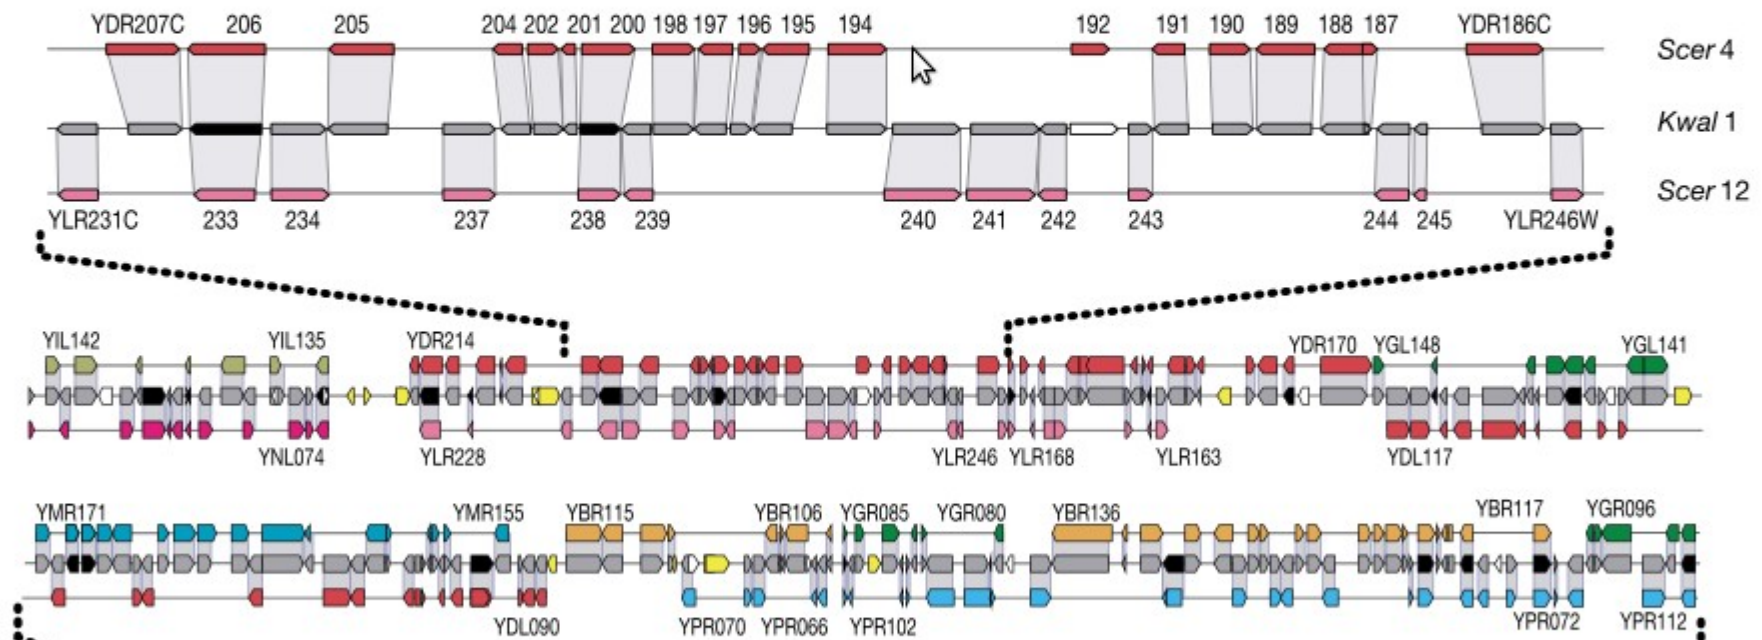 YDR207C 206 205 204 202 201 200 198 197 196 195 194 192 191 190 189 188 187 YDR186C
Scer 4
Kwal 1
Scer 12
YLR231C 233 234 237 238 239 240 241 242 243 244 245 YLR246W
YIL142 YIL135 YDR214 YDR170 YGL148 YGL141
YNL074 YLR228 YLR246 YLR168 YLR163 YDL117
YMR171 YMR155 YBR115 YBR106 YGR085 YGR080 YBR136 YBR117 YGR096
YDL090 YPR070 YPR066 YPR102 YPR072 YPR112